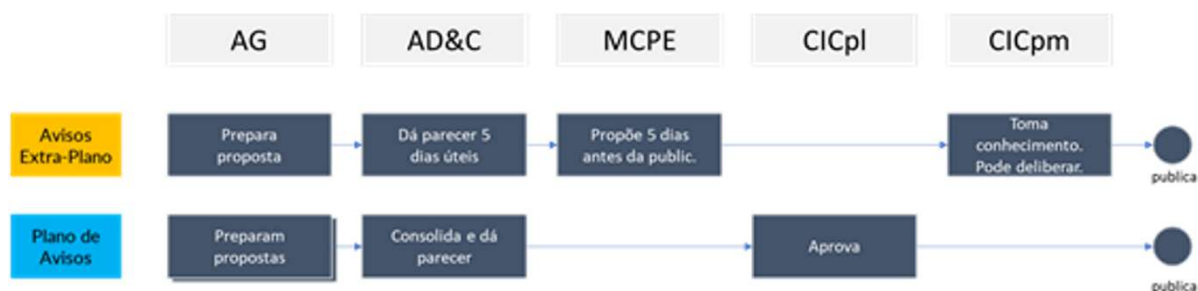 AG
AD&C
MCPE
CICpl
CICpm
Avisos
Extra-Plano
Prepara
proposta
Dá parecer 5
dias úteis
Propõe 5 dias
antes da public.
Toma
conhecimento.
Pode deliberar.
publica
Plano de
Avisos
Preparam
propostas
Consolida e dá
parecer
Aprova
publica